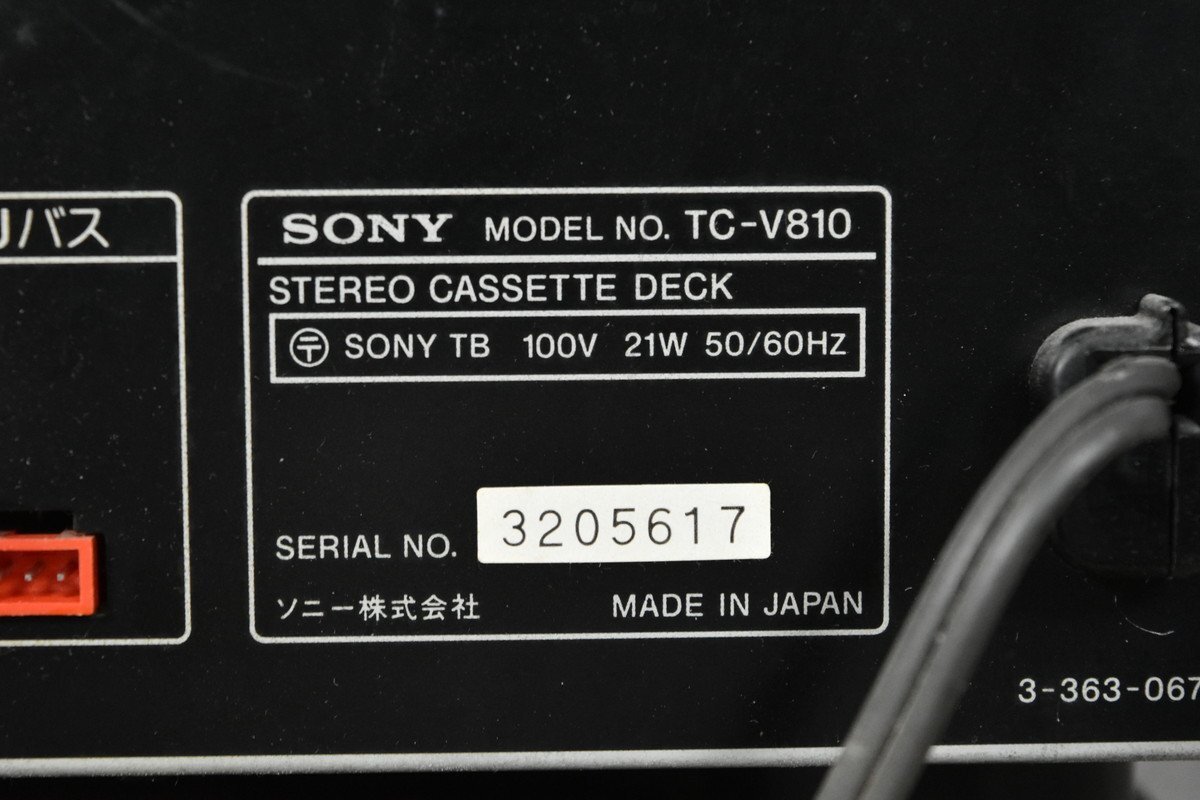 バス
SONY MODEL NO. TC-V810
STEREO CASSETTE DECK
〒 SONY TB 100V 21W 50/60HZ
SERIAL NO. 3205617
ソニー株式会社 MADE IN JAPAN
3-363-067